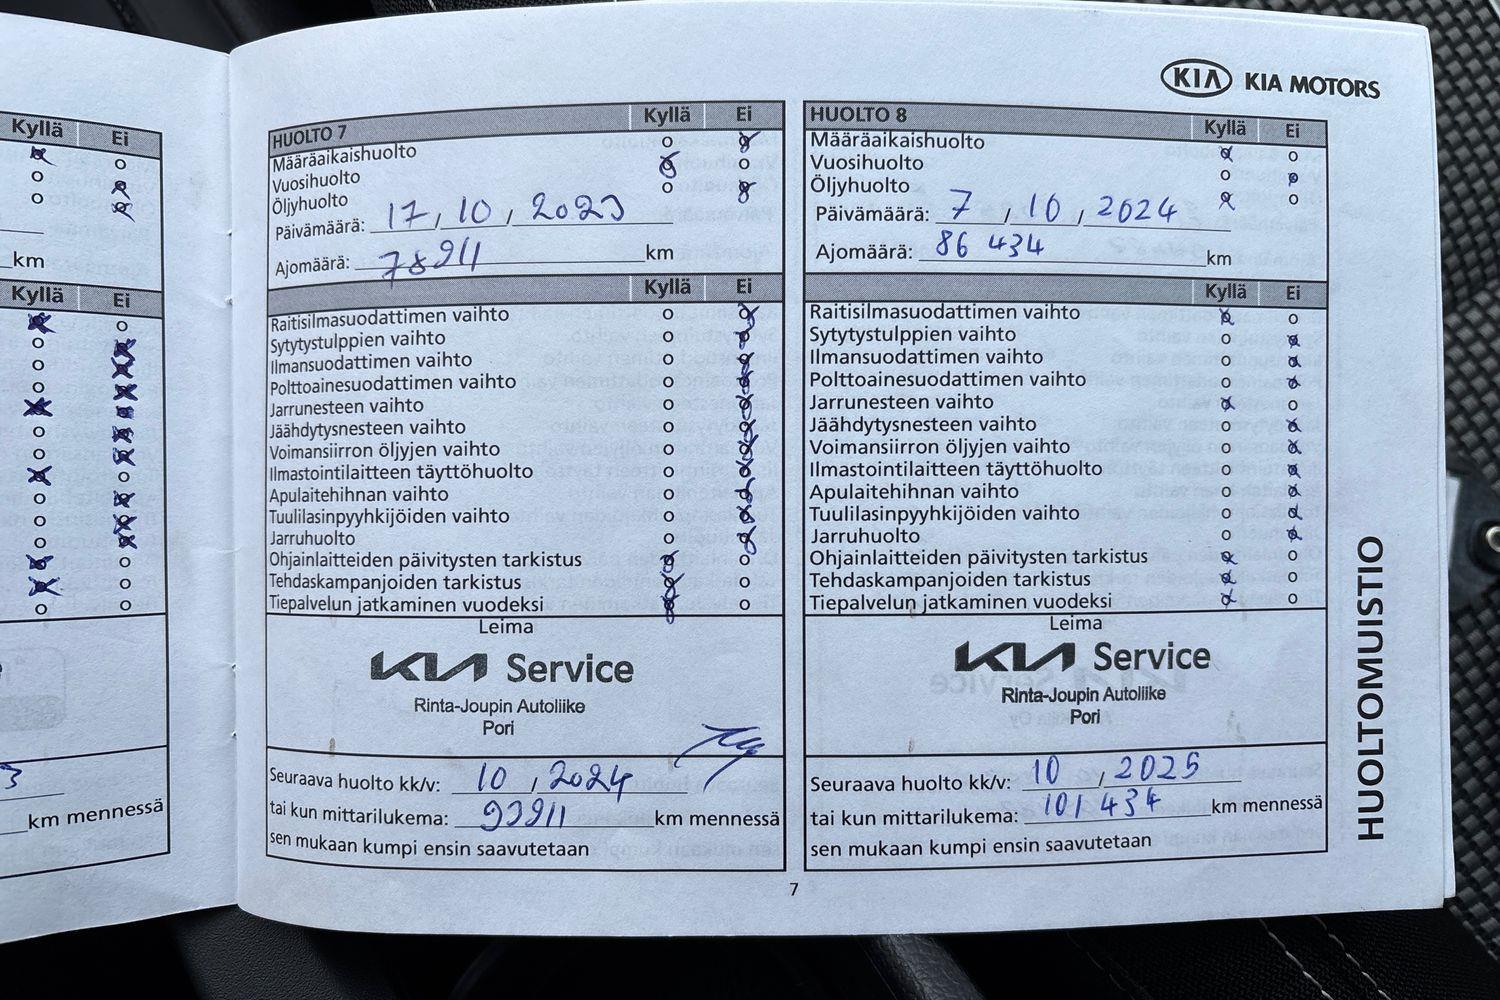 Kyllä Ei
km
Kyllä Ei
3
km mennessä
KIA KIA MOTORS
HUOLTO 7 Kyllä Ei
Määräaikaishuolto
Vuosihuolto
Öljyhuolto
Päivämäärä: 17, 10, 2023
Ajomäärä: 78911 km
Kyllä Ei
Raitisilmasuodattimen vaihto
Sytytystulppien vaihto
Ilmansuodattimen vaihto
Polttoainesuodattimen vaihto
Jarrunesteen vaihto
Jäähdytysnesteen vaihto
Voimansiirron öljyjen vaihto
Ilmastointilaitteen täyttöhuolto
Apulaitehihnan vaihto
Tuulilasinpyyhkijöiden vaihto
Jarruhuolto
Ohjainlaitteiden päivitysten tarkistus
Tehdaskampanjoiden tarkistus
Tiepalvelun jatkaminen vuodeksi
Leima
KIA Service
Rinta-Joupin Autoliike
Pori
Seuraava huolto kk/v: 10, 2024
tai kun mittarilukema: 93911 km mennessä
sen mukaan kumpi ensin saavutetaan
HUOLTO 8 Kyllä Ei
Määräaikaishuolto
Vuosihuolto
Öljyhuolto
Päivämäärä: 7, 10, 2024
Ajomäärä: 86 434 km
Kyllä Ei
Raitisilmasuodattimen vaihto
Sytytystulppien vaihto
Ilmansuodattimen vaihto
Polttoainesuodattimen vaihto
Jarrunesteen vaihto
Jäähdytysnesteen vaihto
Voimansiirron öljyjen vaihto
Ilmastointilaitteen täyttöhuolto
Apulaitehihnan vaihto
Tuulilasinpyyhkijöiden vaihto
Jarruhuolto
Ohjainlaitteiden päivitysten tarkistus
Tehdaskampanjoiden tarkistus
Tiepalvelun jatkaminen vuodeksi
Leima
KIA Service
Rinta-Joupin Autoliike
Pori
Seuraava huolto kk/v: 10, 2025
tai kun mittarilukema: 101 434 km mennessä
sen mukaan kumpi ensin saavutetaan
HUOLTOMUISTIO
7